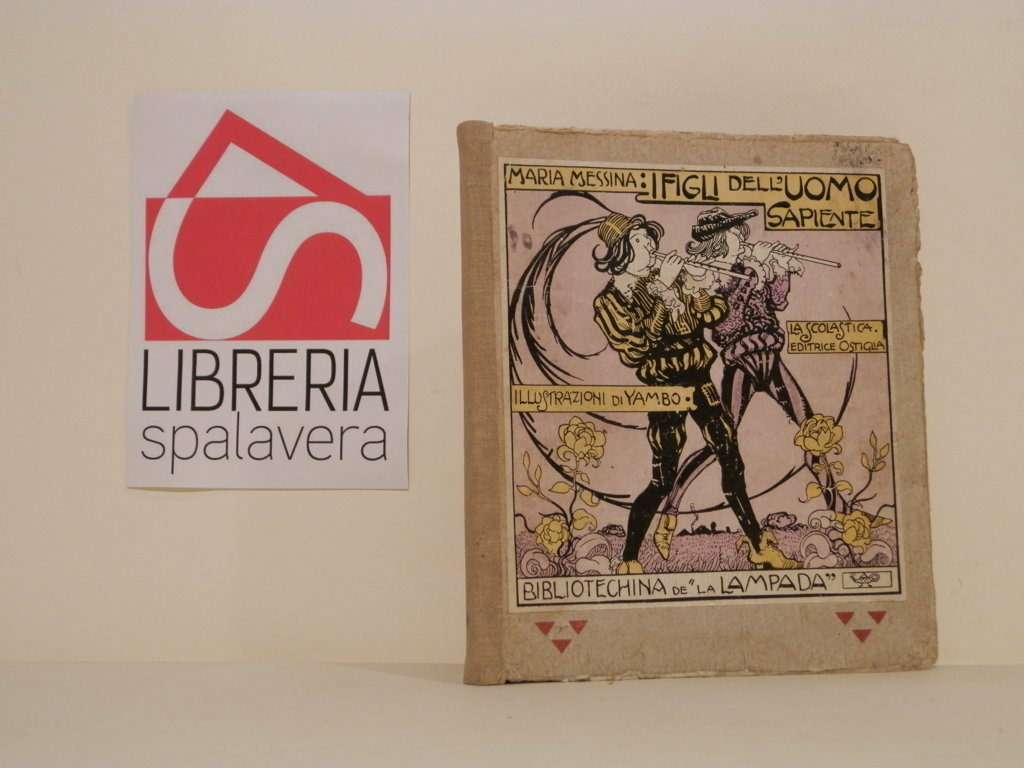 LIBRERIA
spalavera
MARIA MESSINA: I FIGLI DELL'UOMO
SAPIENTE
LA SCOLASTICA.
EDITRICE OSTIGLIA
ILLUSTRAZIONI DI YAMBO:
BIBLIOTECHINA DE "LA LAMPADA"